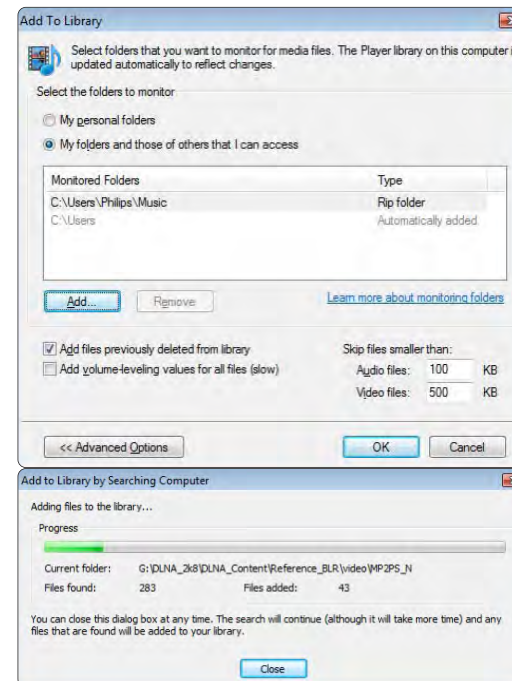 Add To Library
Select folders that you want to monitor for media files. The Player library on this computer
updated automatically to reflect changes.
Select the folders to monitor
My personal folders
My folders and those of others that I can access
Monitored Folders Type
C:\Users\Philips\Music Rip folder
C:\Users Automatically added
Add... Remove Learn more about monitoring folders
Add files previously deleted from library Skip files smaller than:
Add volume-leveling values for all files (slow) Audio files: 100 KB
Video files: 500 KB
<< Advanced Options OK Cancel
Add to Library by Searching Computer
Adding files to the library...
Progress
Current folder: G:\DLNA_2k8\DLNA_Content\Reference_BLR\video\MP2PS_N
Files found: 283 Files added: 43
You can close this dialog box at any time. The search will continue (although it will take more time) and any
files that are found will be added to your library.
Close